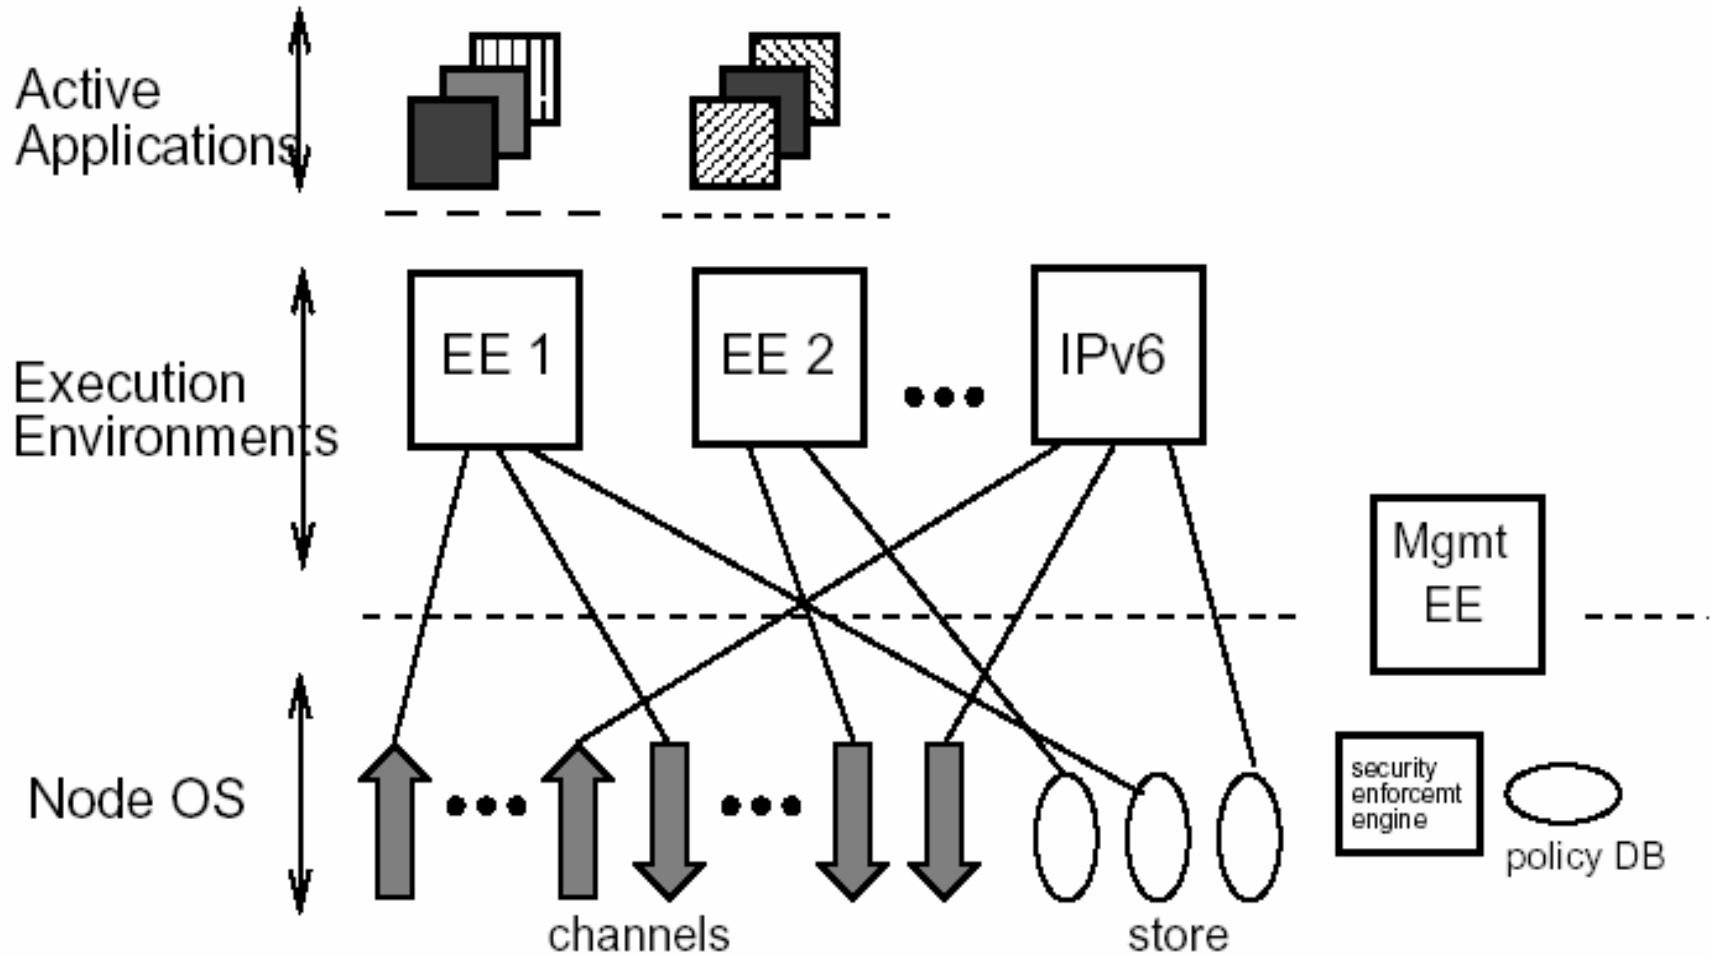 Active
Applications
EE 1
EE 2
IPv6
Execution
Environments
Mgmt
EE
Node OS
security
enforcemt
engine
policy DB
channels
store